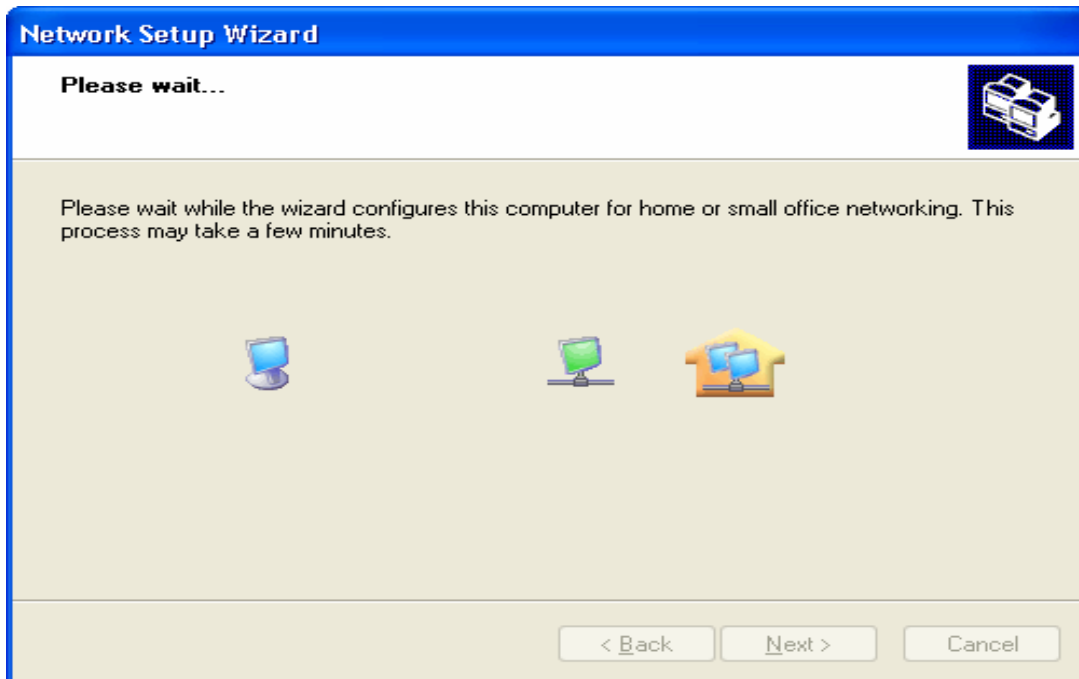 Network Setup Wizard
Please wait...
Please wait while the wizard configures this computer for home or small office networking. This
process may take a few minutes.
< Back
Next >
Cancel